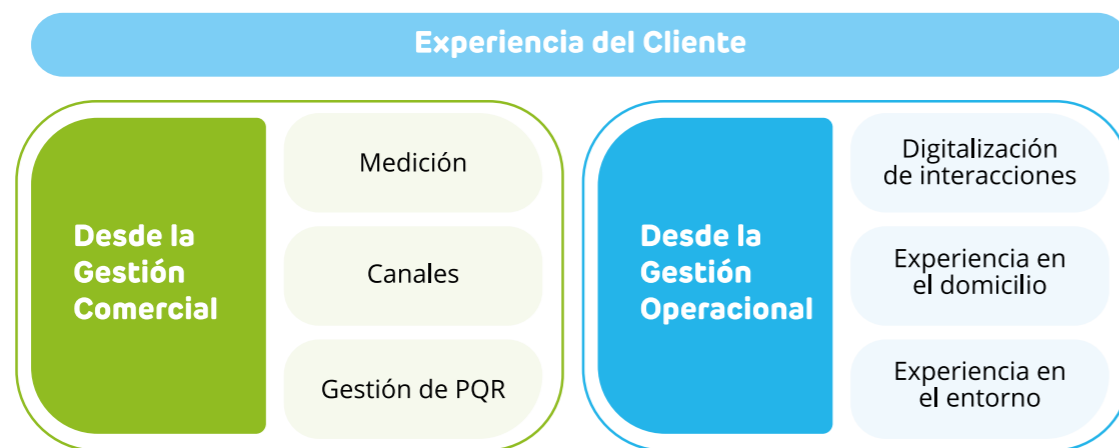 Experiencia del Cliente
Desde la
Gestión
Comercial
Medición
Canales
Gestión de PQR
Desde la
Gestión
Operacional
Digitalización
de interacciones
Experiencia en
el domicilio
Experiencia en
el entorno